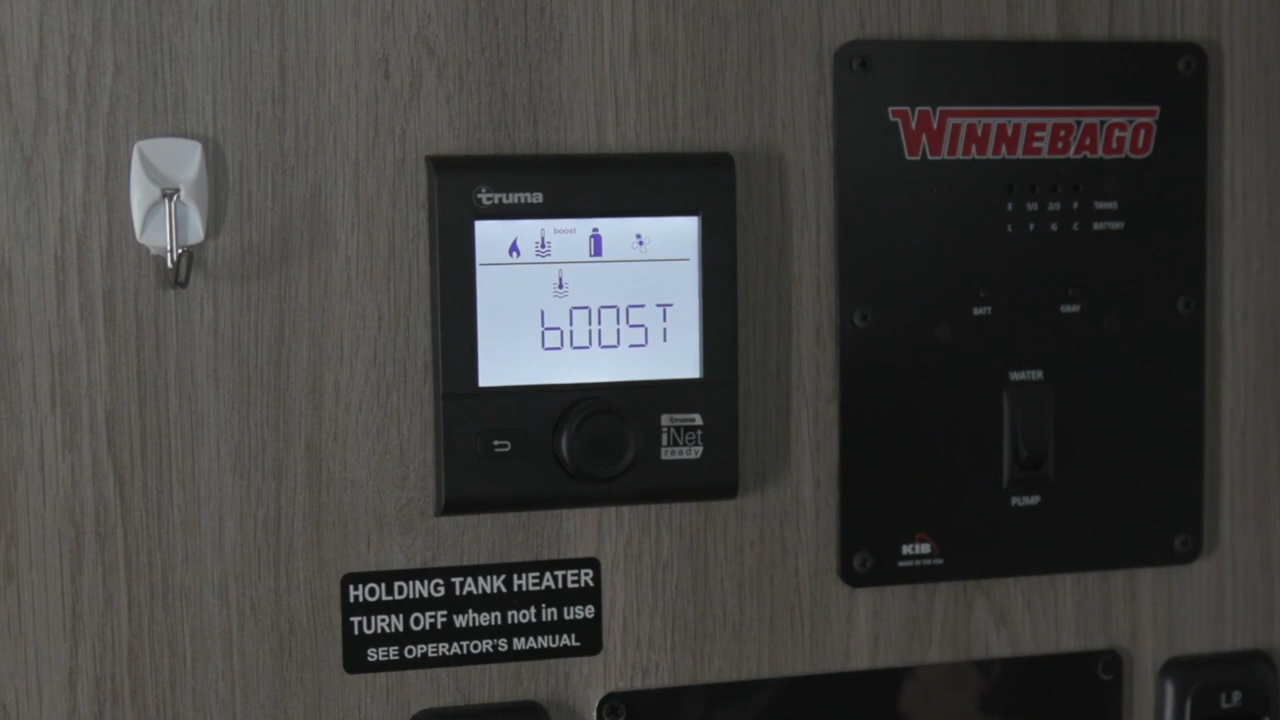 truma
boost
bOOST
truma
iNet
ready
HOLDING TANK HEATER
TURN OFF when not in use
SEE OPERATOR'S MANUAL
WINNEBAGO
E 1/3 2/3 F TANKS
L F G C BATTERY
BATT GRAY
WATER
PUMP
KIB
MADE IN THE USA
L.P.